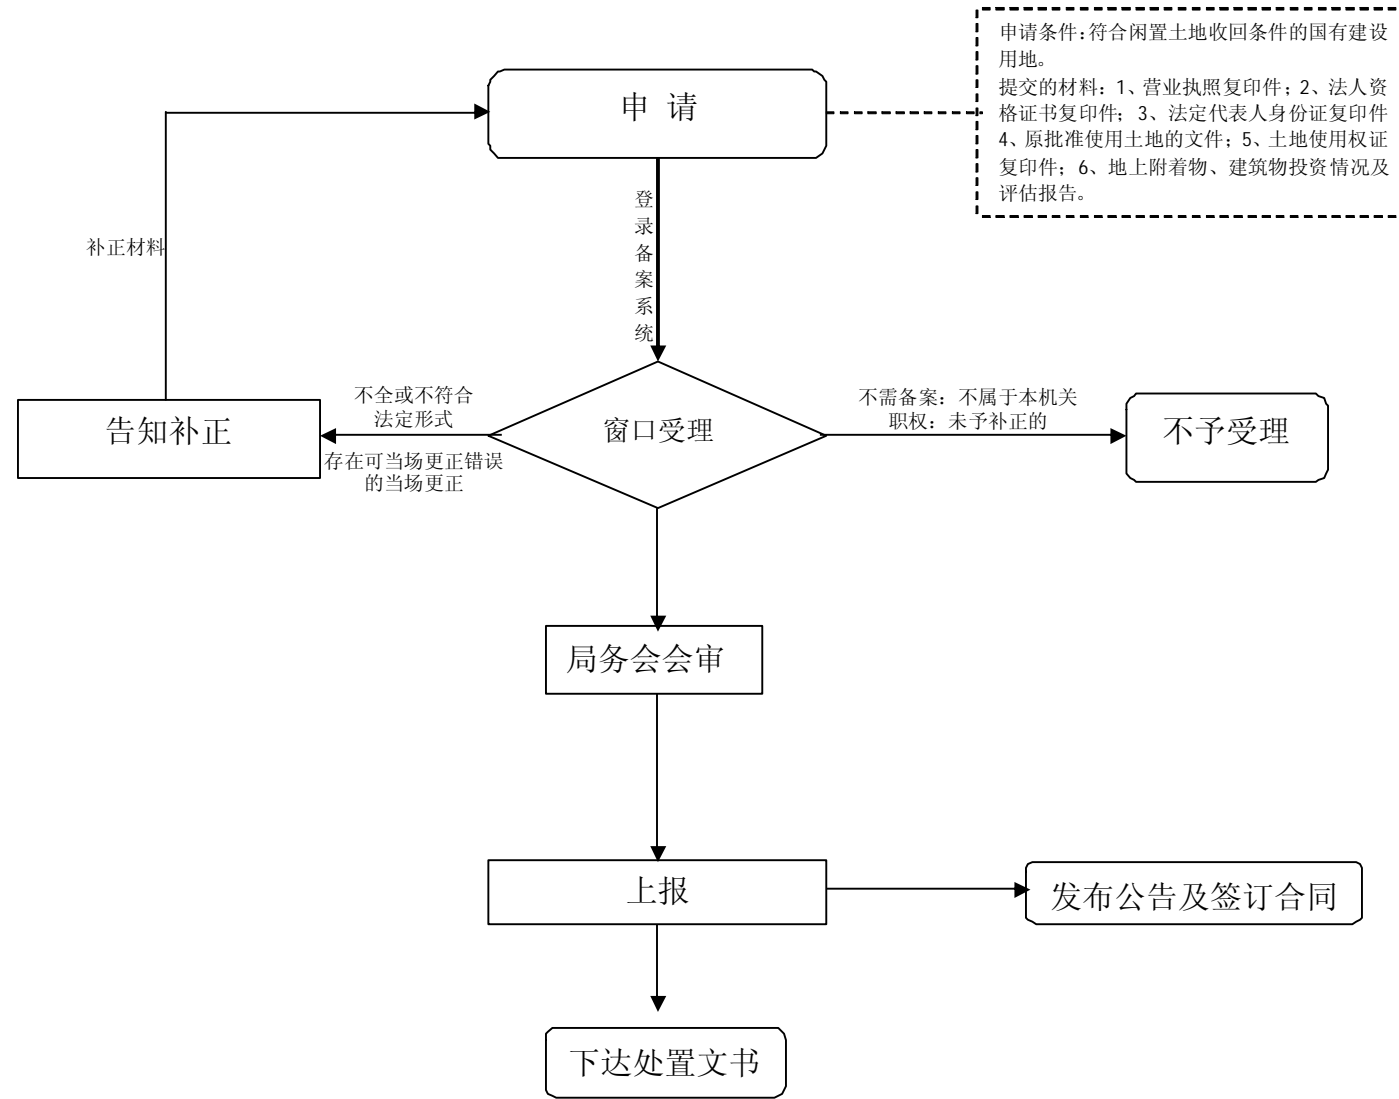 申请条件:符合闲置土地收回条件的国有建设
用地。
提交的材料：1、营业执照复印件；2、法人资
格证书复印件；3、法定代表人身份证复印件
4、原批准使用土地的文件；5、土地使用权证
复印件；6、地上附着物、建筑物投资情况及
评估报告。
申 请
登
录
备
案
系
统
补正材料
不全或不符合
法定形式
告知补正
存在可当场更正错误
的当场更正
窗口受理
不需备案：不属于本机关
职权：未予补正的
不予受理
局务会会审
上报
发布公告及签订合同
下达处置文书